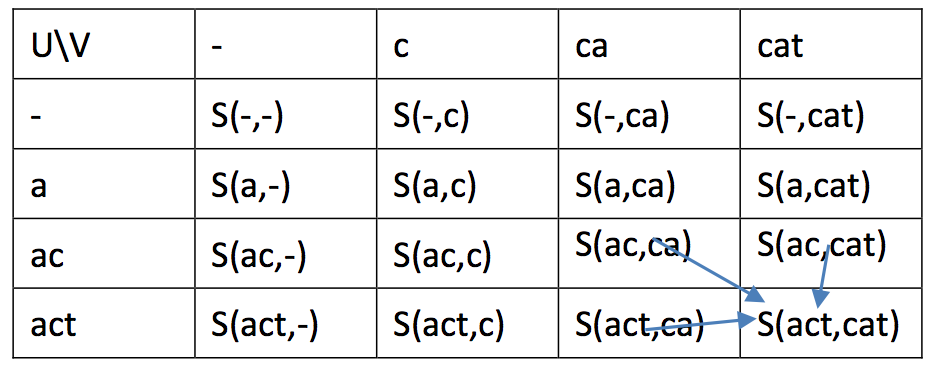 U\V - c ca cat
- S(-,-) S(-,c) S(-,ca) S(-,cat)
a S(a,-) S(a,c) S(a,ca) S(a,cat)
ac S(ac,-) S(ac,c) S(ac,ca) S(ac,cat)
act S(act,-) S(act,c) S(act,ca) S(act,cat)